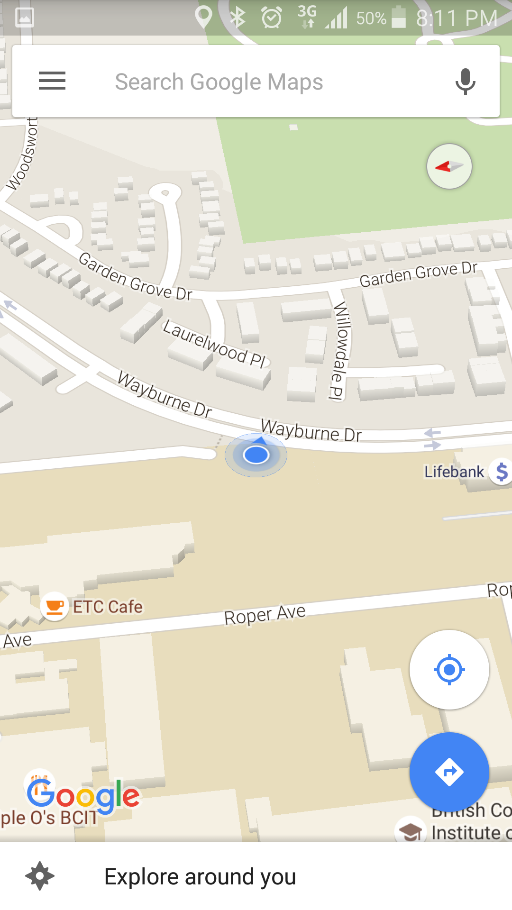 3G 50% 8:11 PM
Search Google Maps
Woodswort
Garden Grove Dr
Garden Grove Dr
Laurelwood Pl
Willowdale Pl
Wayburne Dr
Wayburne Dr
Lifebank $
ETC Cafe
Rop
Roper Ave
Ave
Google
ple O's BCIT
British Co
Institute o
Explore around you